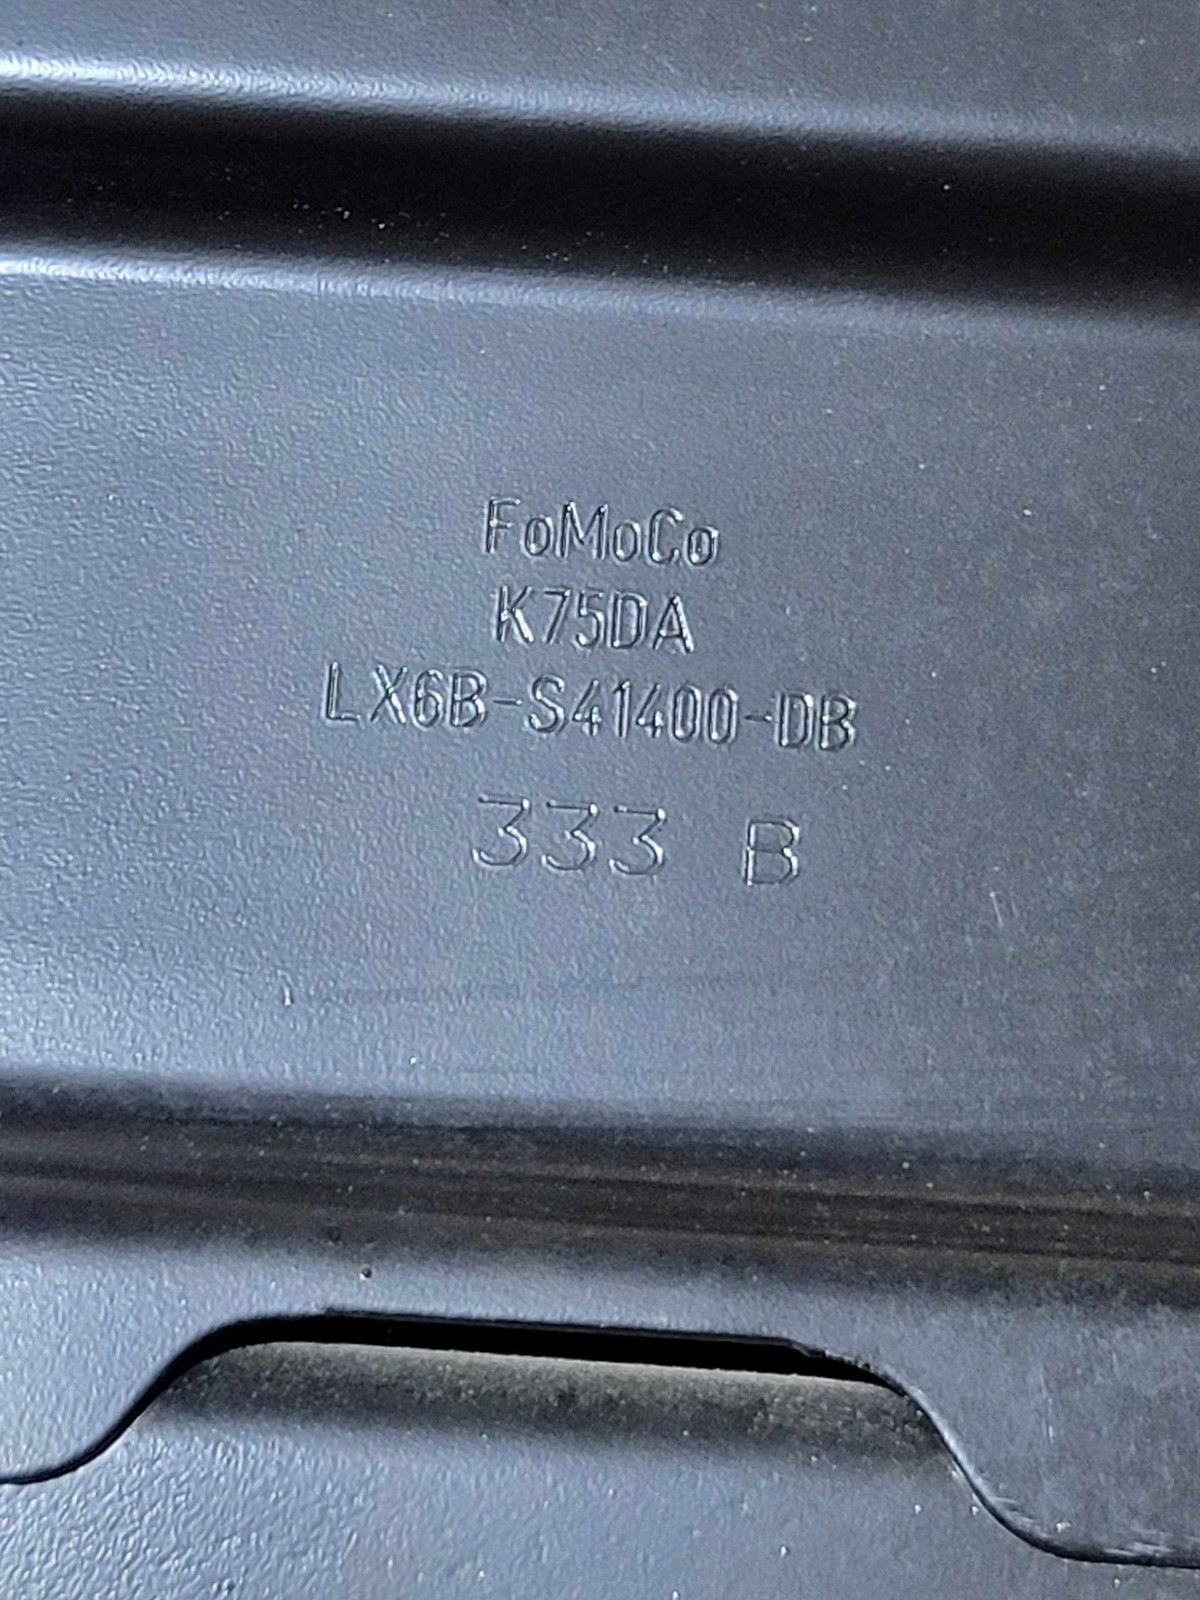 FoMoCo
K75DA
LX6B-S41400-DB
333 B